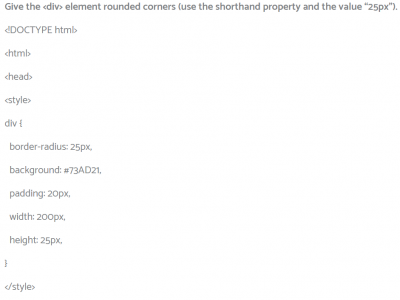 Give the <div> element rounded corners (use the shorthand property and the value “25px”).
<!DOCTYPE html>
<html>
<head>
<style>
div {
border-radius: 25px,
background: #73AD21,
padding: 20px,
width: 200px,
height: 25px,
}
</style>